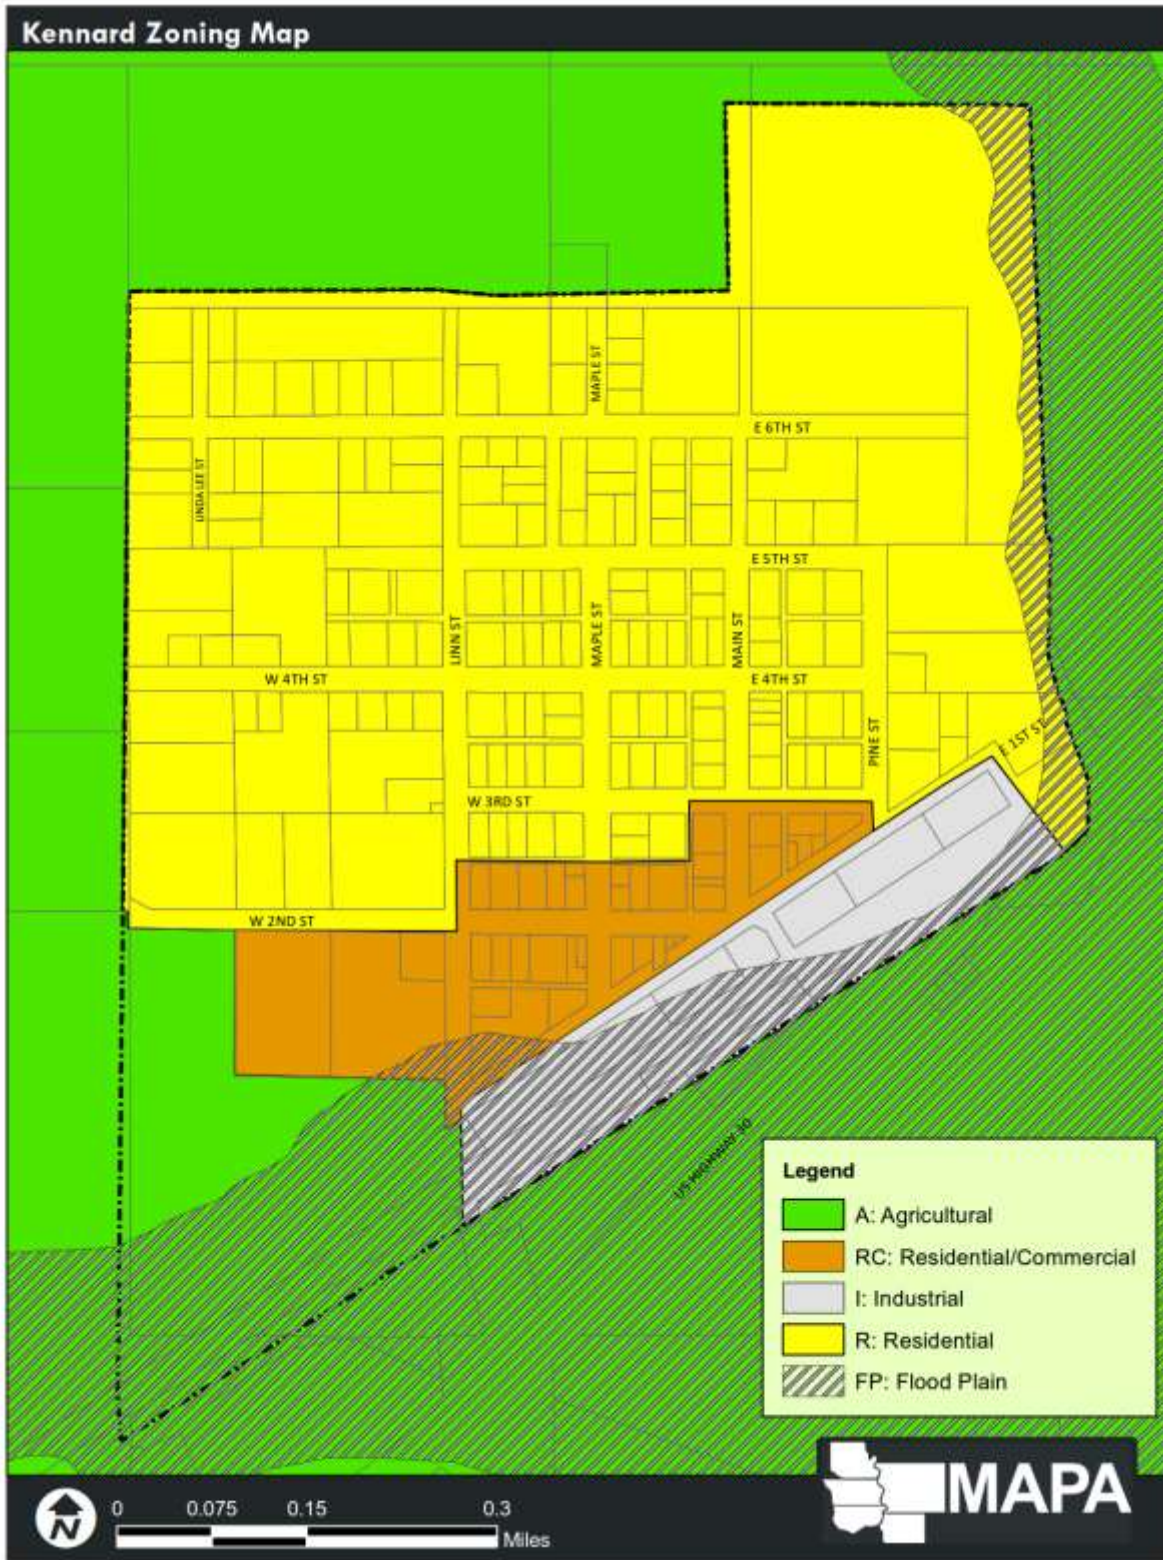 Kennard Zoning Map
MAPLE ST
E 6TH ST
LINDA LEE ST
E 5TH ST
LINN ST
MAPLE ST
MAIN ST
W 4TH ST
E 4TH ST
PINE ST
E 1ST ST
W 3RD ST
W 2ND ST
US HIGHWAY 30
Legend
A: Agricultural
RC: Residential/Commercial
I: Industrial
R: Residential
FP: Flood Plain
N
0 0.075 0.15 0.3
Miles
MAPA